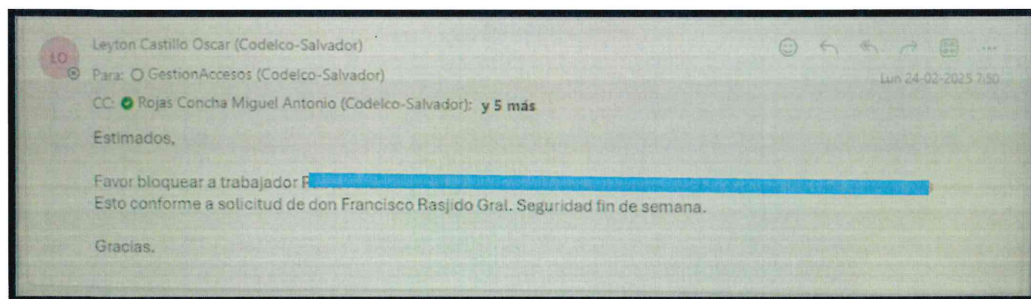 LO
Leyton Castillo Oscar (Codelco-Salvador)
Para: GestionAccesos (Codelco-Salvador)
Lun 24-02-2025 7:50
CC: Rojas Concha Miguel Antonio (Codelco-Salvador): y 5 más
Estimados,
Favor bloquear a trabajador
Esto conforme a solicitud de don Francisco Rasjido Gral. Seguridad fin de semana.
Gracias.